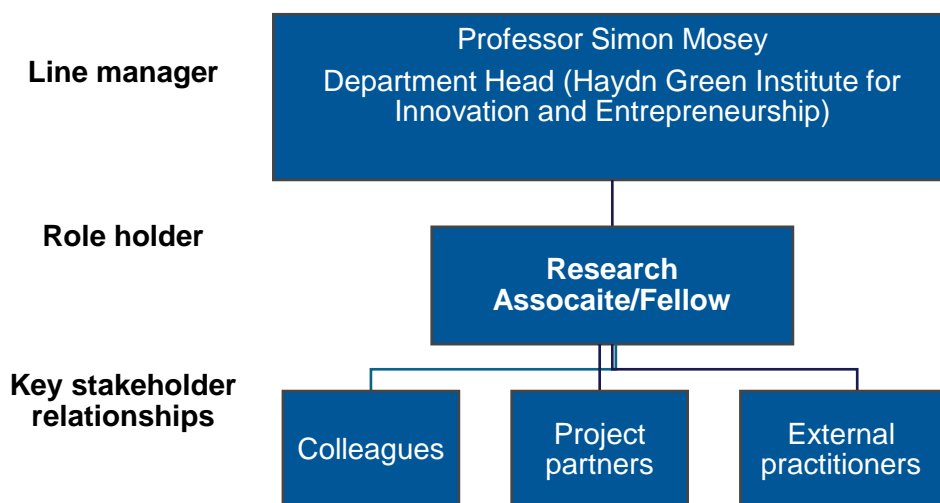 Line manager
Professor Simon Mosey
Department Head (Haydn Green Institute for
Innovation and Entrepreneurship)
Role holder
Research
Assocaite/Fellow
Key stakeholder
relationships
Colleagues
Project
partners
External
practitioners